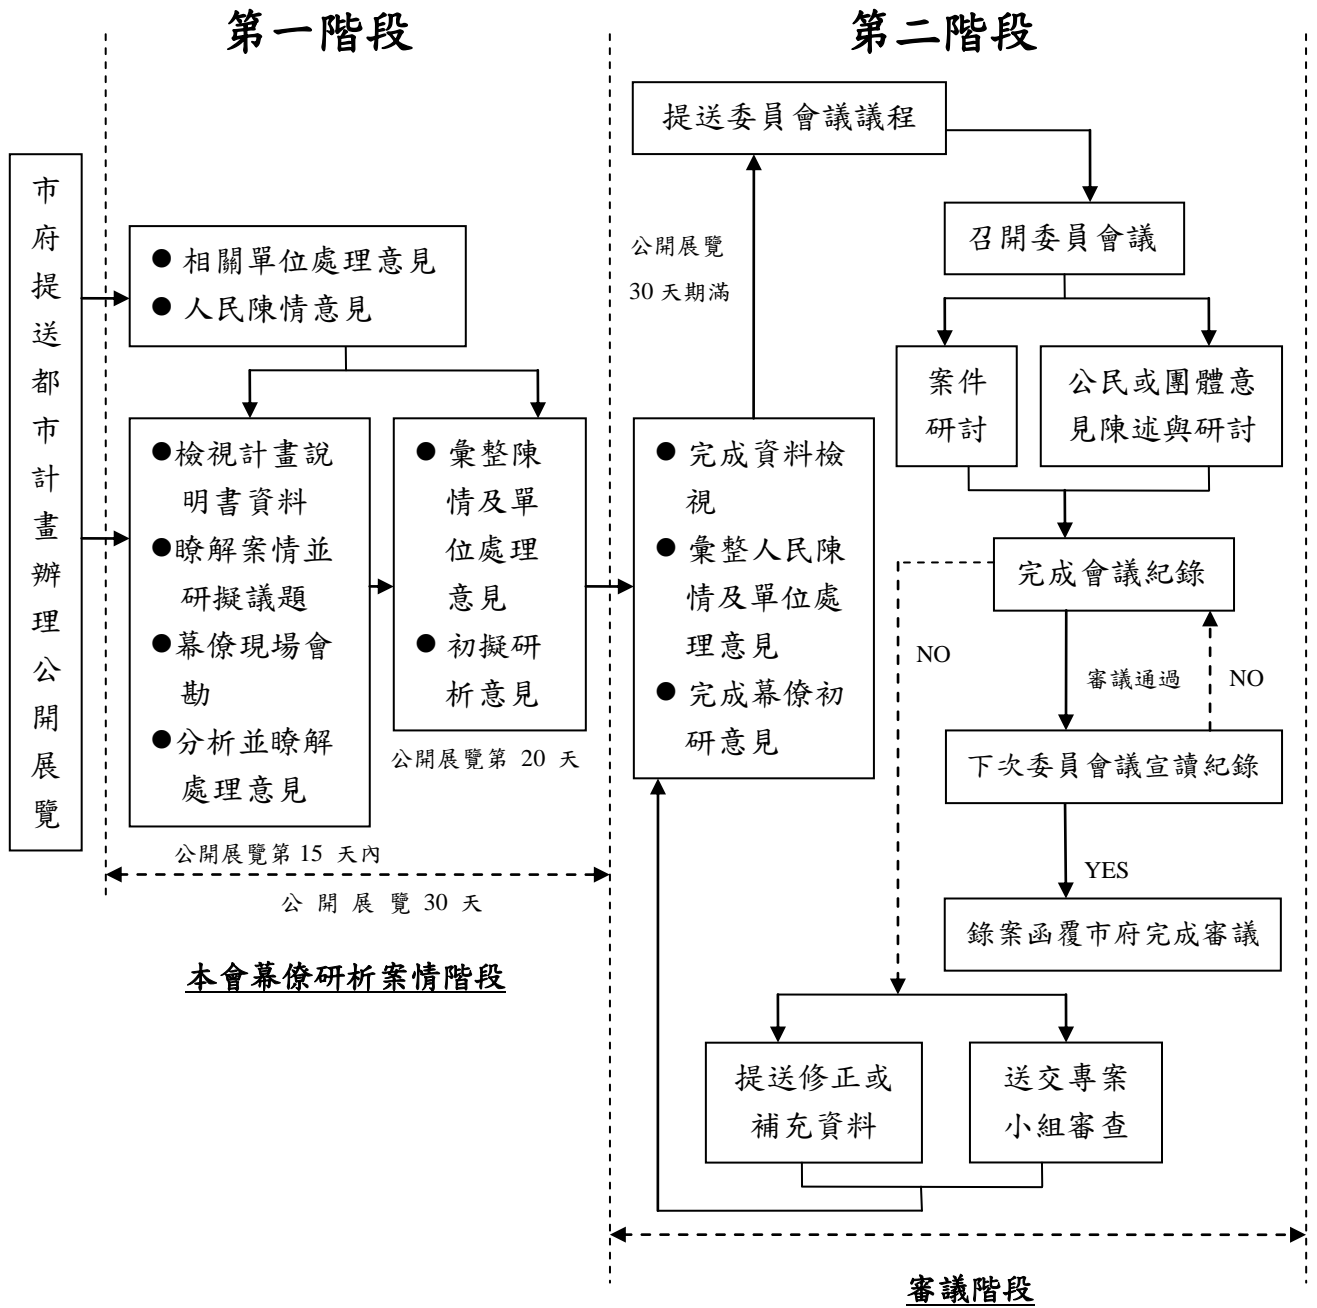 第一階段
第二階段
市府提送都市計畫辦理公開展覽
● 相關單位處理意見
● 人民陳情意見
●檢視計畫說
明書資料
●瞭解案情並
研擬議題
●幕僚現場會
勘
●分析並瞭解
處理意見
公開展覽第 15 天內
● 彙整陳
情及單
位處理
意見
● 初擬研
析意見
公開展覽第 20 天
公 開 展 覽 30 天
本會幕僚研析案情階段
提送委員會議議程
公開展覽
30 天期滿
● 完成資料檢
視
● 彙整人民陳
情及單位處
理意見
● 完成幕僚初
研意見
召開委員會議
案件
研討
公民或團體意
見陳述與研討
完成會議紀錄
NO
審議通過
NO
下次委員會議宣讀紀錄
YES
錄案函覆市府完成審議
提送修正或
補充資料
送交專案
小組審查
審議階段